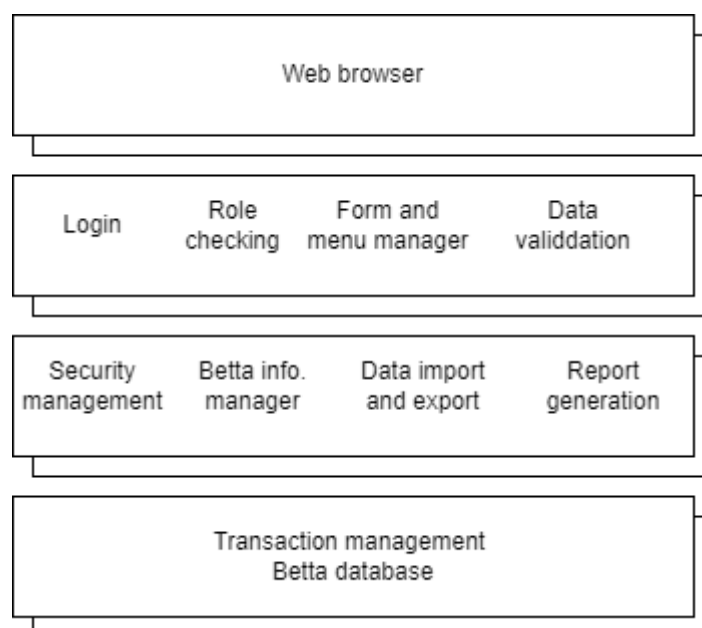 Web browser
Login
Role
checking
Form and
menu manager
Data
validdation
Security
management
Betta info.
manager
Data import
and export
Report
generation
Transaction management
Betta database